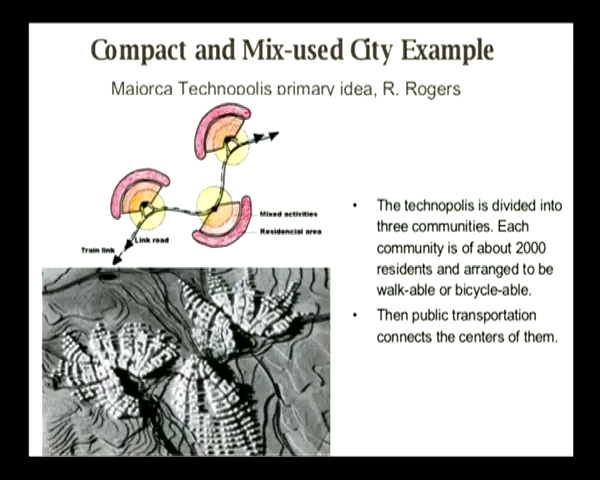 Compact and Mix-used City Example
Maiorca Technopolis primary idea, R. Rogers
Mixed activities
Residencial area
Link road
Train link
• The technopolis is divided into
three communities. Each
community is of about 2000
residents and arranged to be
walk-able or bicycle-able.
• Then public transportation
connects the centers of them.